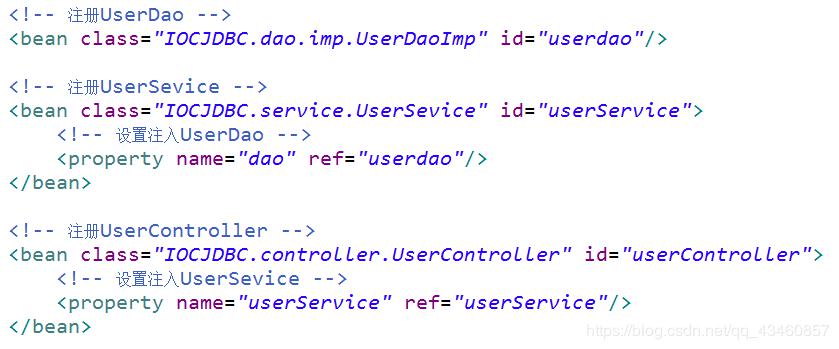 <!-- 注册UserDao -->
<bean class="IOCJDBC.dao.imp.UserDaoImp" id="userdao"/>
<!-- 注册UserSevice -->
<bean class="IOCJDBC.service.UserSevice" id="userService">
<!-- 设置注入UserDao -->
<property name="dao" ref="userdao"/>
</bean>
<!-- 注册UserController -->
<bean class="IOCJDBC.controller.UserController" id="userController">
<!-- 设置注入UserSevice -->
<property name="userService" ref="userService"/>
</bean>
https://blog.csdn.net/qq_43460857